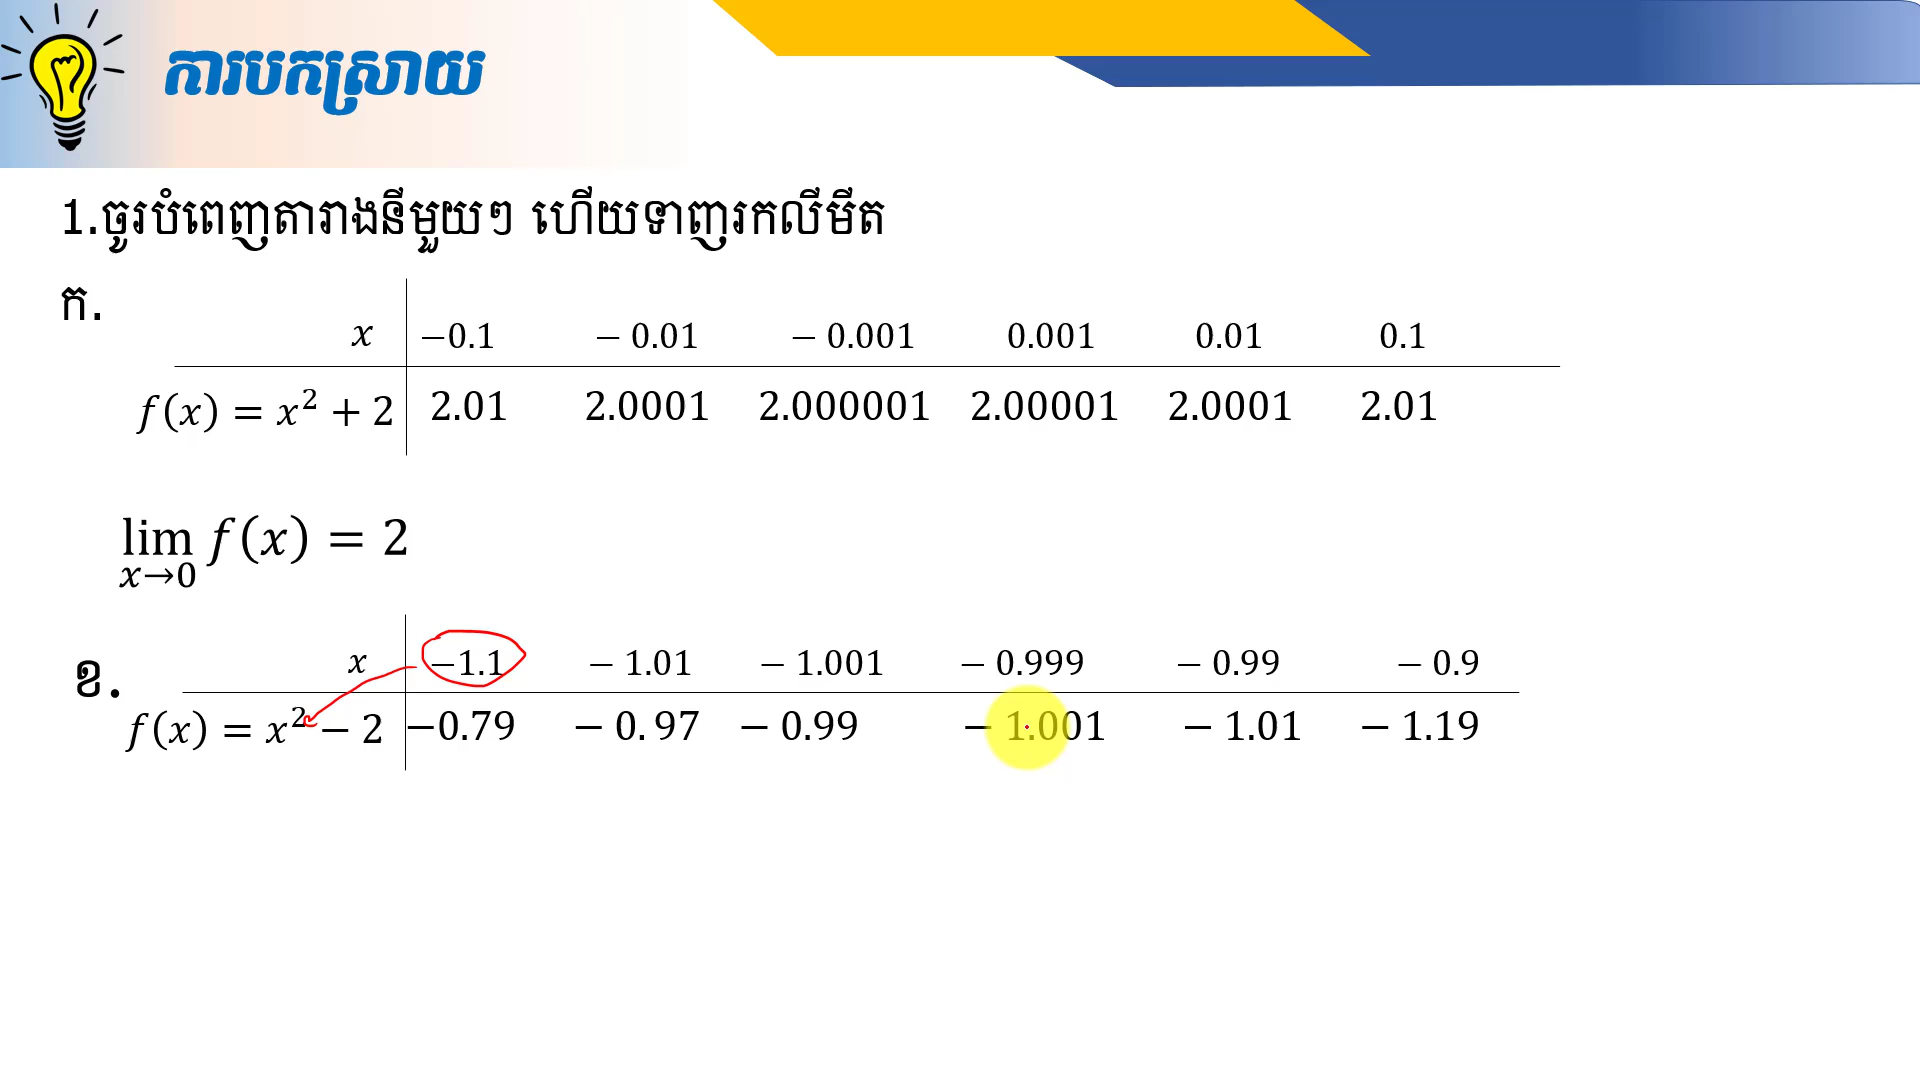 ការបកស្រាយ
1.ចូរបំពេញតារាងនីមួយៗ ហើយទាញរកលីមីត
ក.
x −0.1 − 0.01 − 0.001 0.001 0.01 0.1
f(x) = x² + 2 2.01 2.0001 2.000001 2.00001 2.0001 2.01
lim f(x) = 2
x→0
ខ.
x −1.1 − 1.01 − 1.001 − 0.999 − 0.99 − 0.9
f(x) = x² − 2 −0.79 − 0.97 − 0.99 − 1.001 − 1.01 − 1.19